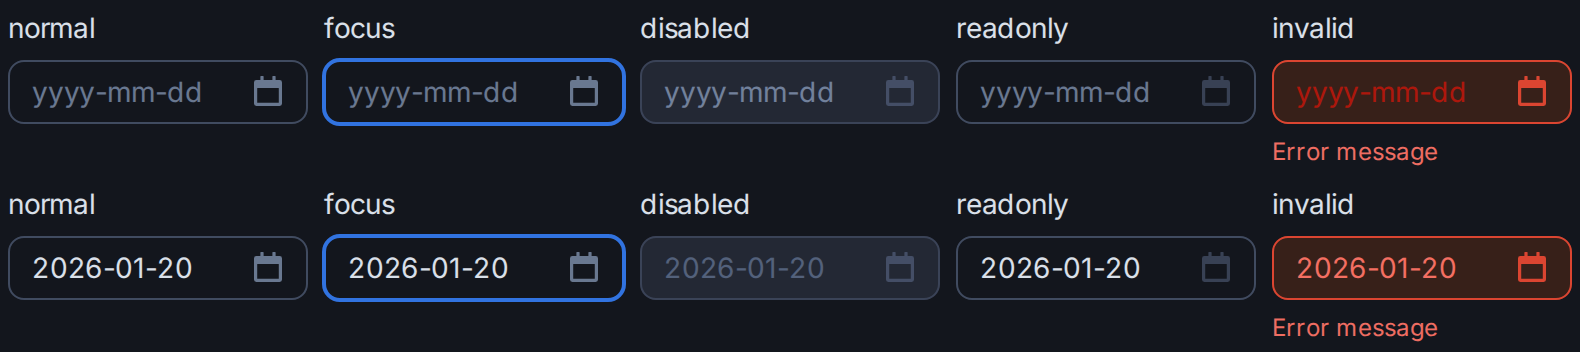 normal focus disabled readonly invalid
yyyy-mm-dd yyyy-mm-dd yyyy-mm-dd yyyy-mm-dd yyyy-mm-dd
Error message
normal focus disabled readonly invalid
2026-01-20 2026-01-20 2026-01-20 2026-01-20 2026-01-20
Error message